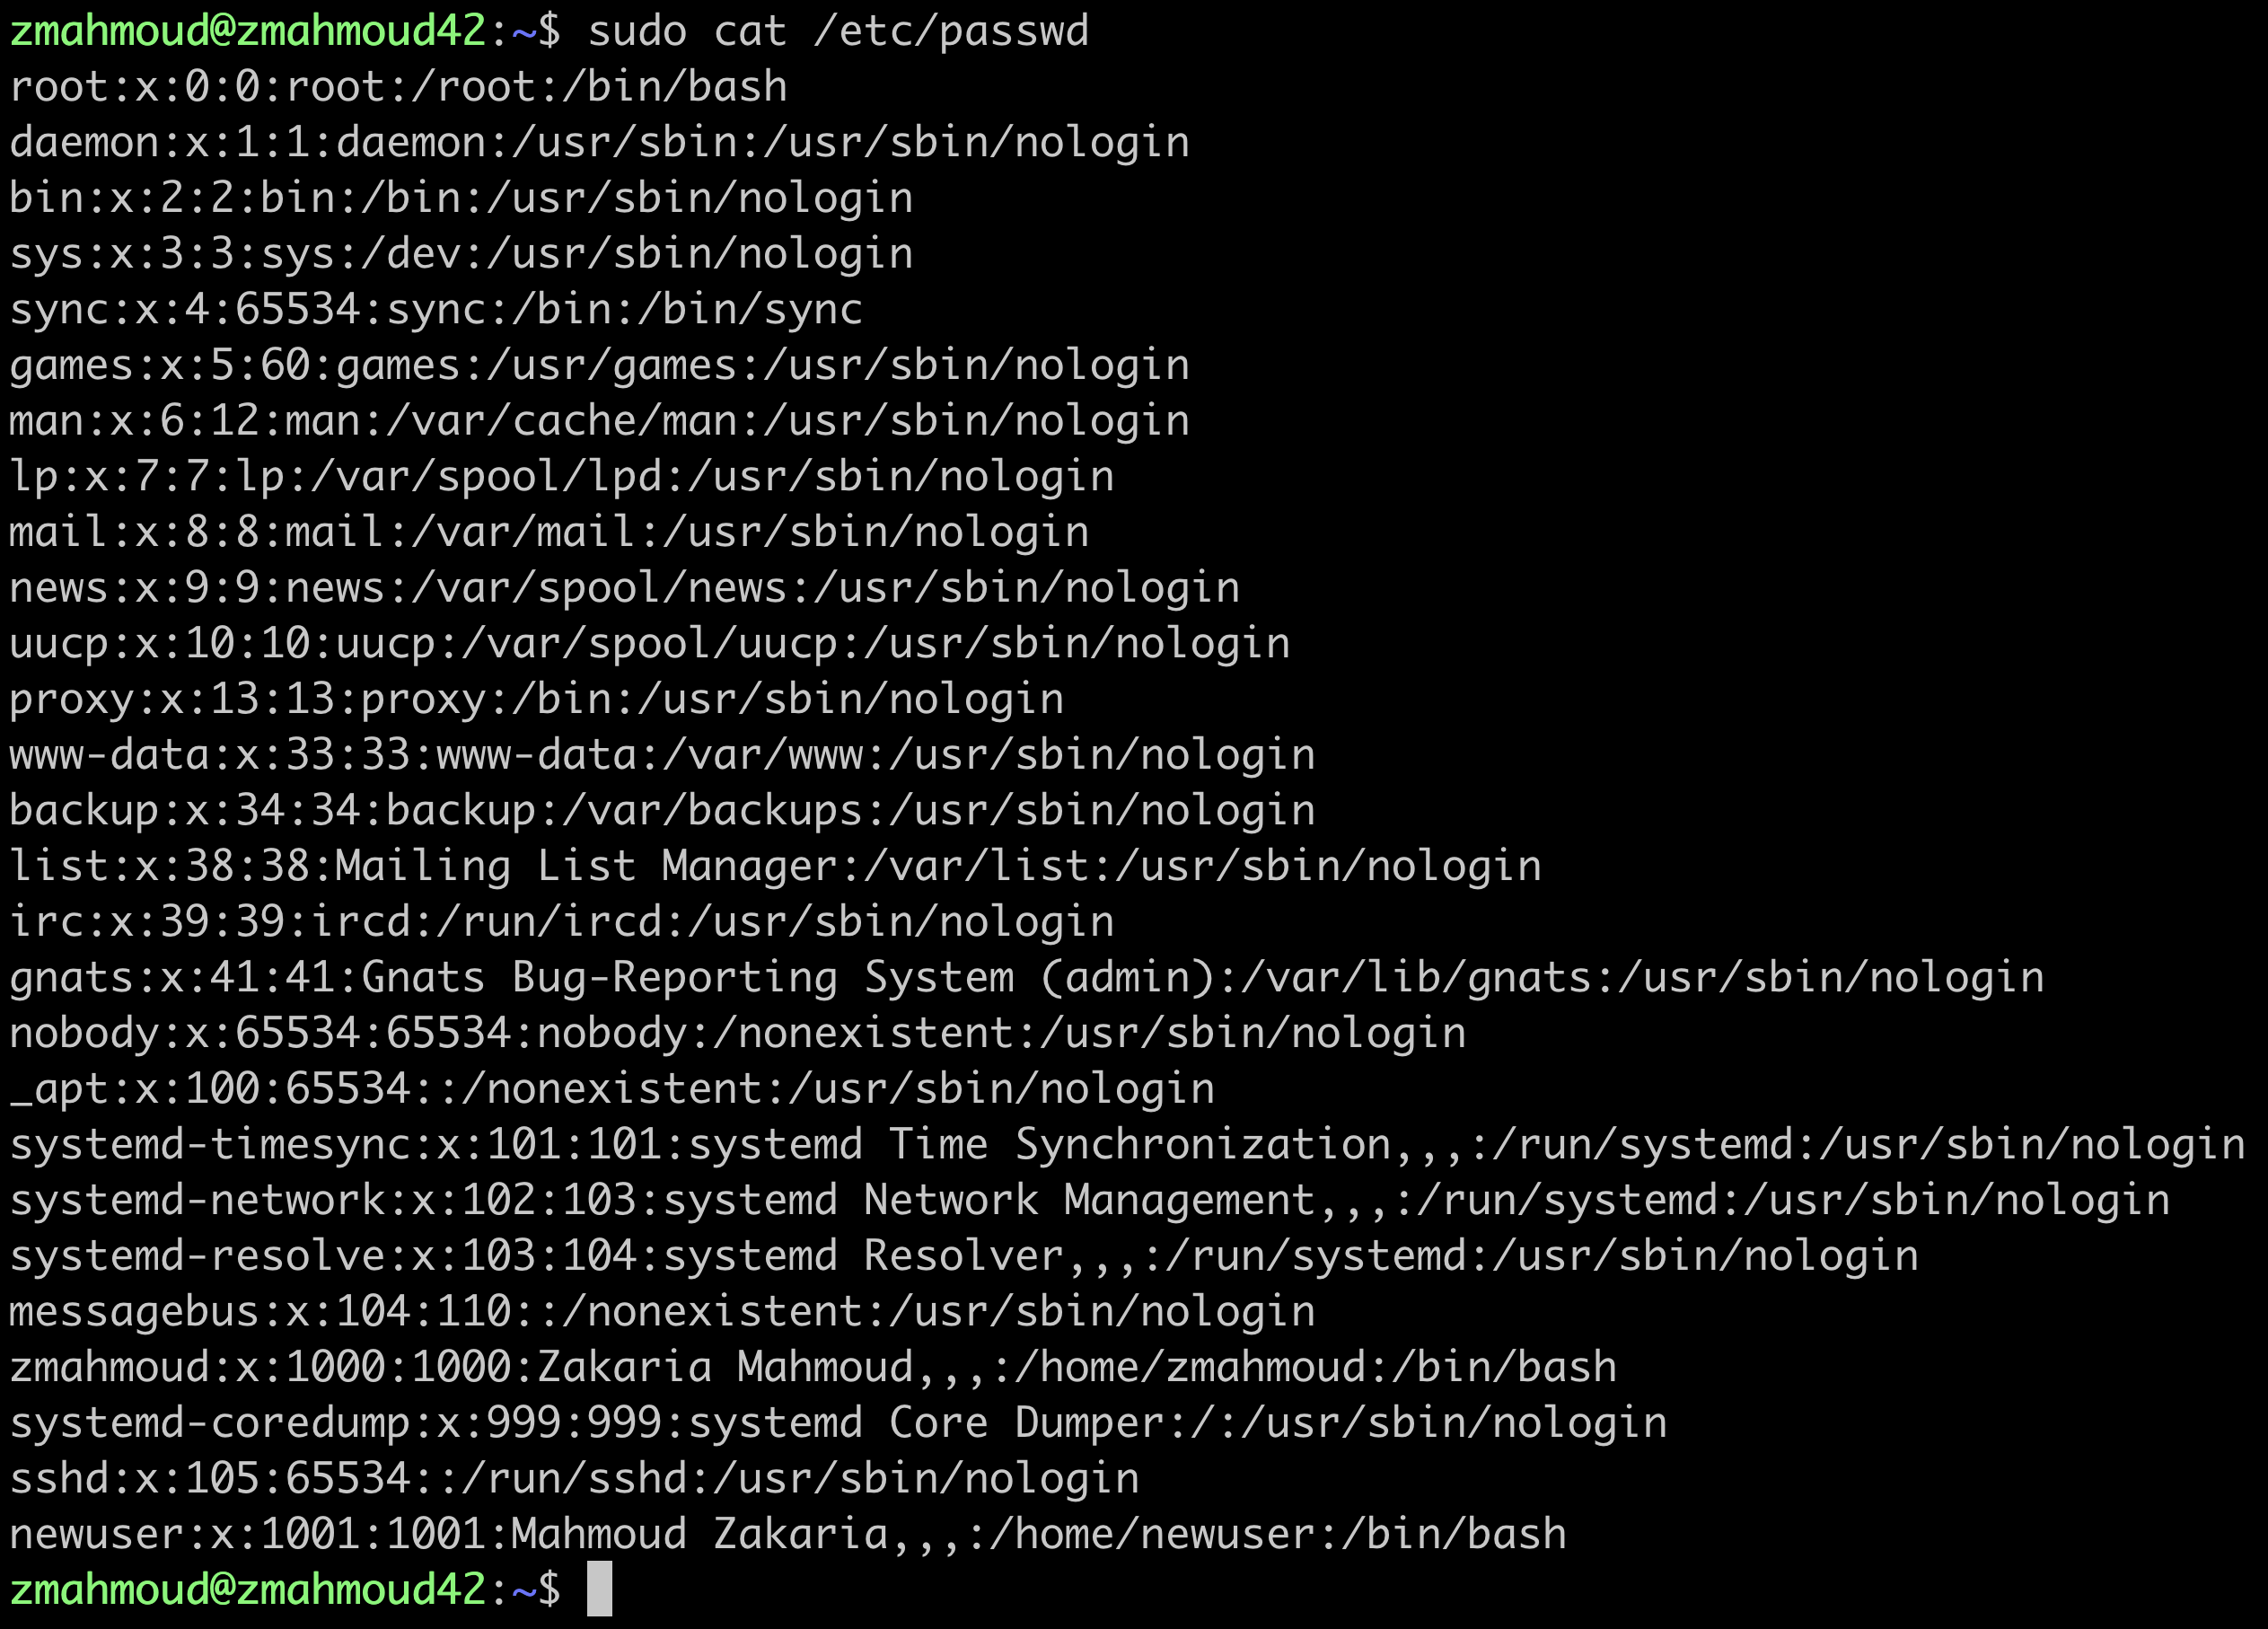 zmahmoud@zmahmoud42:~$ sudo cat /etc/passwd
root:x:0:0:root:/root:/bin/bash
daemon:x:1:1:daemon:/usr/sbin:/usr/sbin/nologin
bin:x:2:2:bin:/bin:/usr/sbin/nologin
sys:x:3:3:sys:/dev:/usr/sbin/nologin
sync:x:4:65534:sync:/bin:/bin/sync
games:x:5:60:games:/usr/games:/usr/sbin/nologin
man:x:6:12:man:/var/cache/man:/usr/sbin/nologin
lp:x:7:7:lp:/var/spool/lpd:/usr/sbin/nologin
mail:x:8:8:mail:/var/mail:/usr/sbin/nologin
news:x:9:9:news:/var/spool/news:/usr/sbin/nologin
uucp:x:10:10:uucp:/var/spool/uucp:/usr/sbin/nologin
proxy:x:13:13:proxy:/bin:/usr/sbin/nologin
www-data:x:33:33:www-data:/var/www:/usr/sbin/nologin
backup:x:34:34:backup:/var/backups:/usr/sbin/nologin
list:x:38:38:Mailing List Manager:/var/list:/usr/sbin/nologin
irc:x:39:39:ircd:/run/ircd:/usr/sbin/nologin
gnats:x:41:41:Gnats Bug-Reporting System (admin):/var/lib/gnats:/usr/sbin/nologin
nobody:x:65534:65534:nobody:/nonexistent:/usr/sbin/nologin
_apt:x:100:65534::/nonexistent:/usr/sbin/nologin
systemd-timesync:x:101:101:systemd Time Synchronization,,,:/run/systemd:/usr/sbin/nologin
systemd-network:x:102:103:systemd Network Management,,,:/run/systemd:/usr/sbin/nologin
systemd-resolve:x:103:104:systemd Resolver,,,:/run/systemd:/usr/sbin/nologin
messagebus:x:104:110::/nonexistent:/usr/sbin/nologin
zmahmoud:x:1000:1000:Zakaria Mahmoud,,,:/home/zmahmoud:/bin/bash
systemd-coredump:x:999:999:systemd Core Dumper:/:/usr/sbin/nologin
sshd:x:105:65534::/run/sshd:/usr/sbin/nologin
newuser:x:1001:1001:Mahmoud Zakaria,,,:/home/newuser:/bin/bash
zmahmoud@zmahmoud42:~$